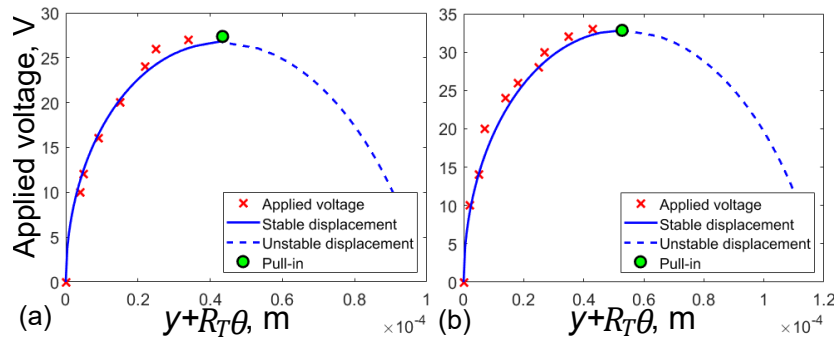 Applied voltage, V
30
25
20
15
10
5
0
Applied voltage
Stable displacement
Unstable displacement
Pull-in
0 0.2 0.4 0.6 0.8 1
×10⁻⁴
(a) y+R_Tθ, m
35
30
25
20
15
10
5
0
Applied voltage
Stable displacement
Unstable displacement
Pull-in
0 0.2 0.4 0.6 0.8 1 1.2
×10⁻⁴
(b) y+R_Tθ, m